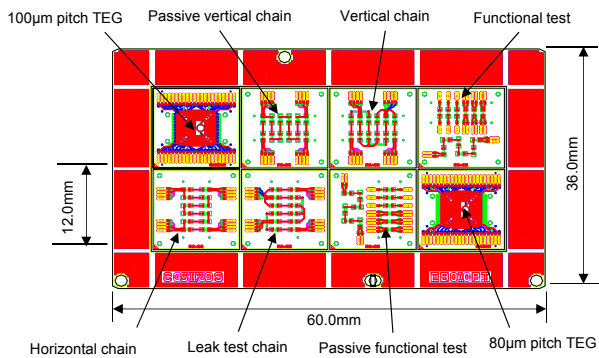 100µm pitch TEG
Passive vertical chain
Vertical chain
Functional test
12.0mm
36.0mm
60.0mm
Horizontal chain
Leak test chain
Passive functional test
80µm pitch TEG